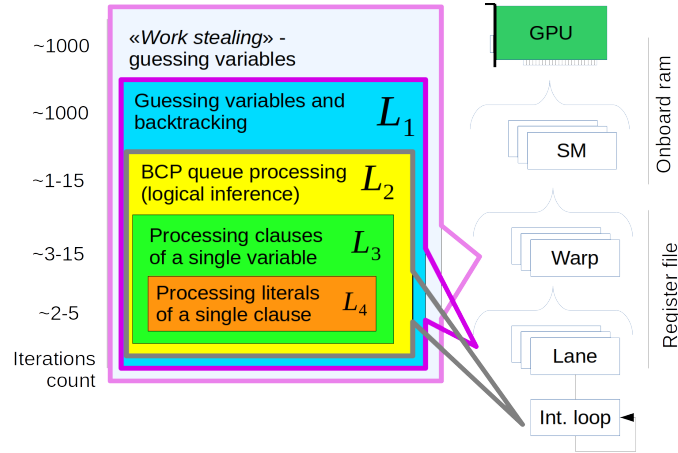 ~1000
«Work stealing» -
guessing variables
~1000
Guessing variables and
backtracking
L1
~1-15
BCP queue processing
(logical inference)
L2
~3-15
Processing clauses
of a single variable
L3
~2-5
Processing literals
of a single clause
L4
Iterations
count
GPU
SM
Warp
Lane
Int. loop
Onboard ram
Register file